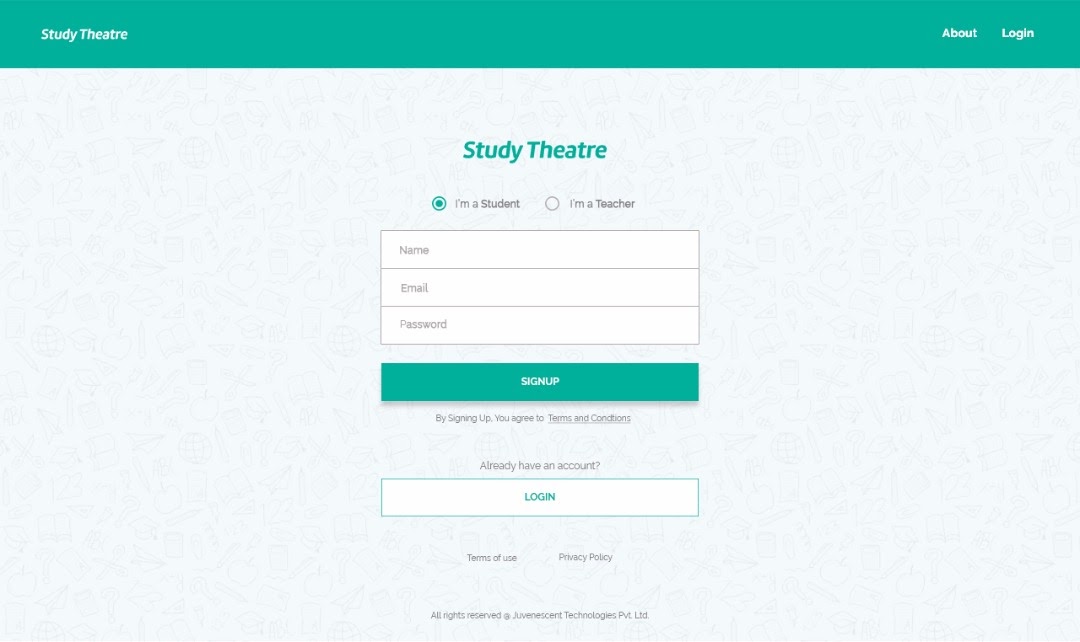 Study Theatre
About Login
Study Theatre
I'm a Student I'm a Teacher
Name
Email
Password
SIGNUP
By Signing Up, You agree to Terms and Condtions
Already have an account?
LOGIN
Terms of use Privacy Policy
All rights reserved @ Juvenescent Technologies Pvt. Ltd.